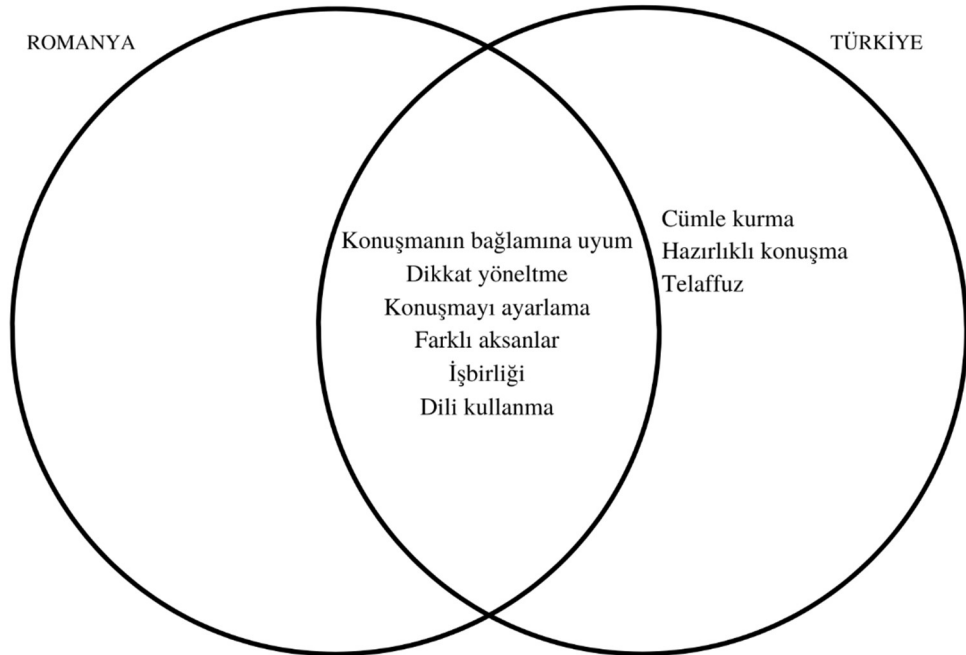 ROMANYA
TÜRKİYE
Konuşmanın bağlamına uyum
Dikkat yöneltme
Konuşmayı ayarlama
Farklı aksanlar
İşbirliği
Dili kullanma
Cümle kurma
Hazırlıklı konuşma
Telaffuz